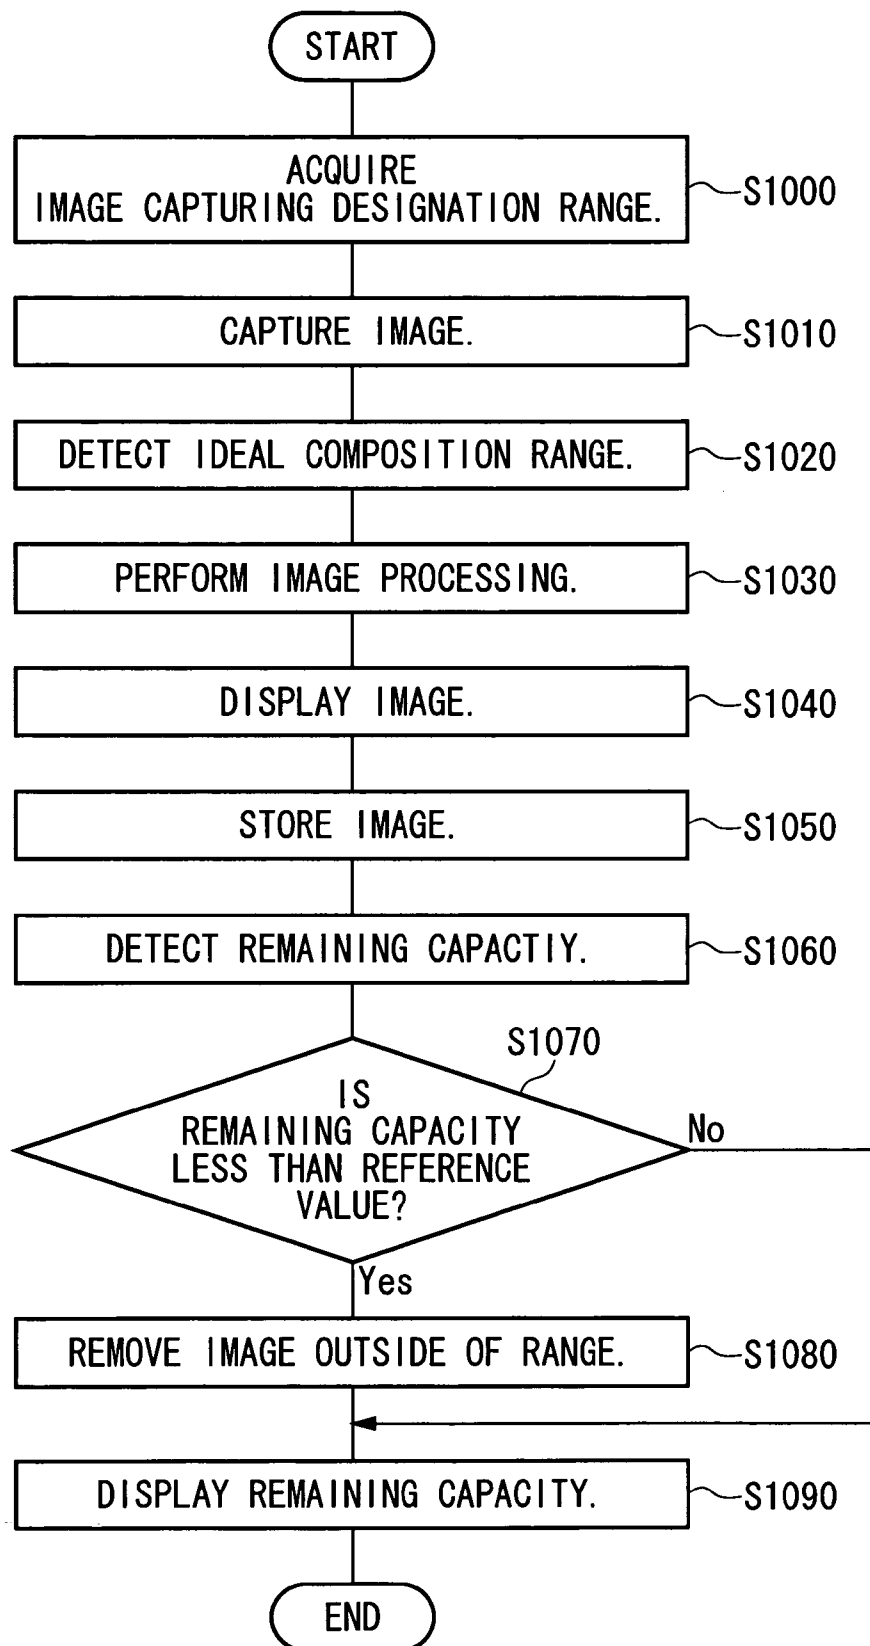 START
ACQUIRE
IMAGE CAPTURING DESIGNATION RANGE.
S1000
CAPTURE IMAGE.
S1010
DETECT IDEAL COMPOSITION RANGE.
S1020
PERFORM IMAGE PROCESSING.
S1030
DISPLAY IMAGE.
S1040
STORE IMAGE.
S1050
DETECT REMAINING CAPACTIY.
S1060
S1070
IS
REMAINING CAPACITY
LESS THAN REFERENCE
VALUE?
No
Yes
REMOVE IMAGE OUTSIDE OF RANGE.
S1080
DISPLAY REMAINING CAPACITY.
S1090
END